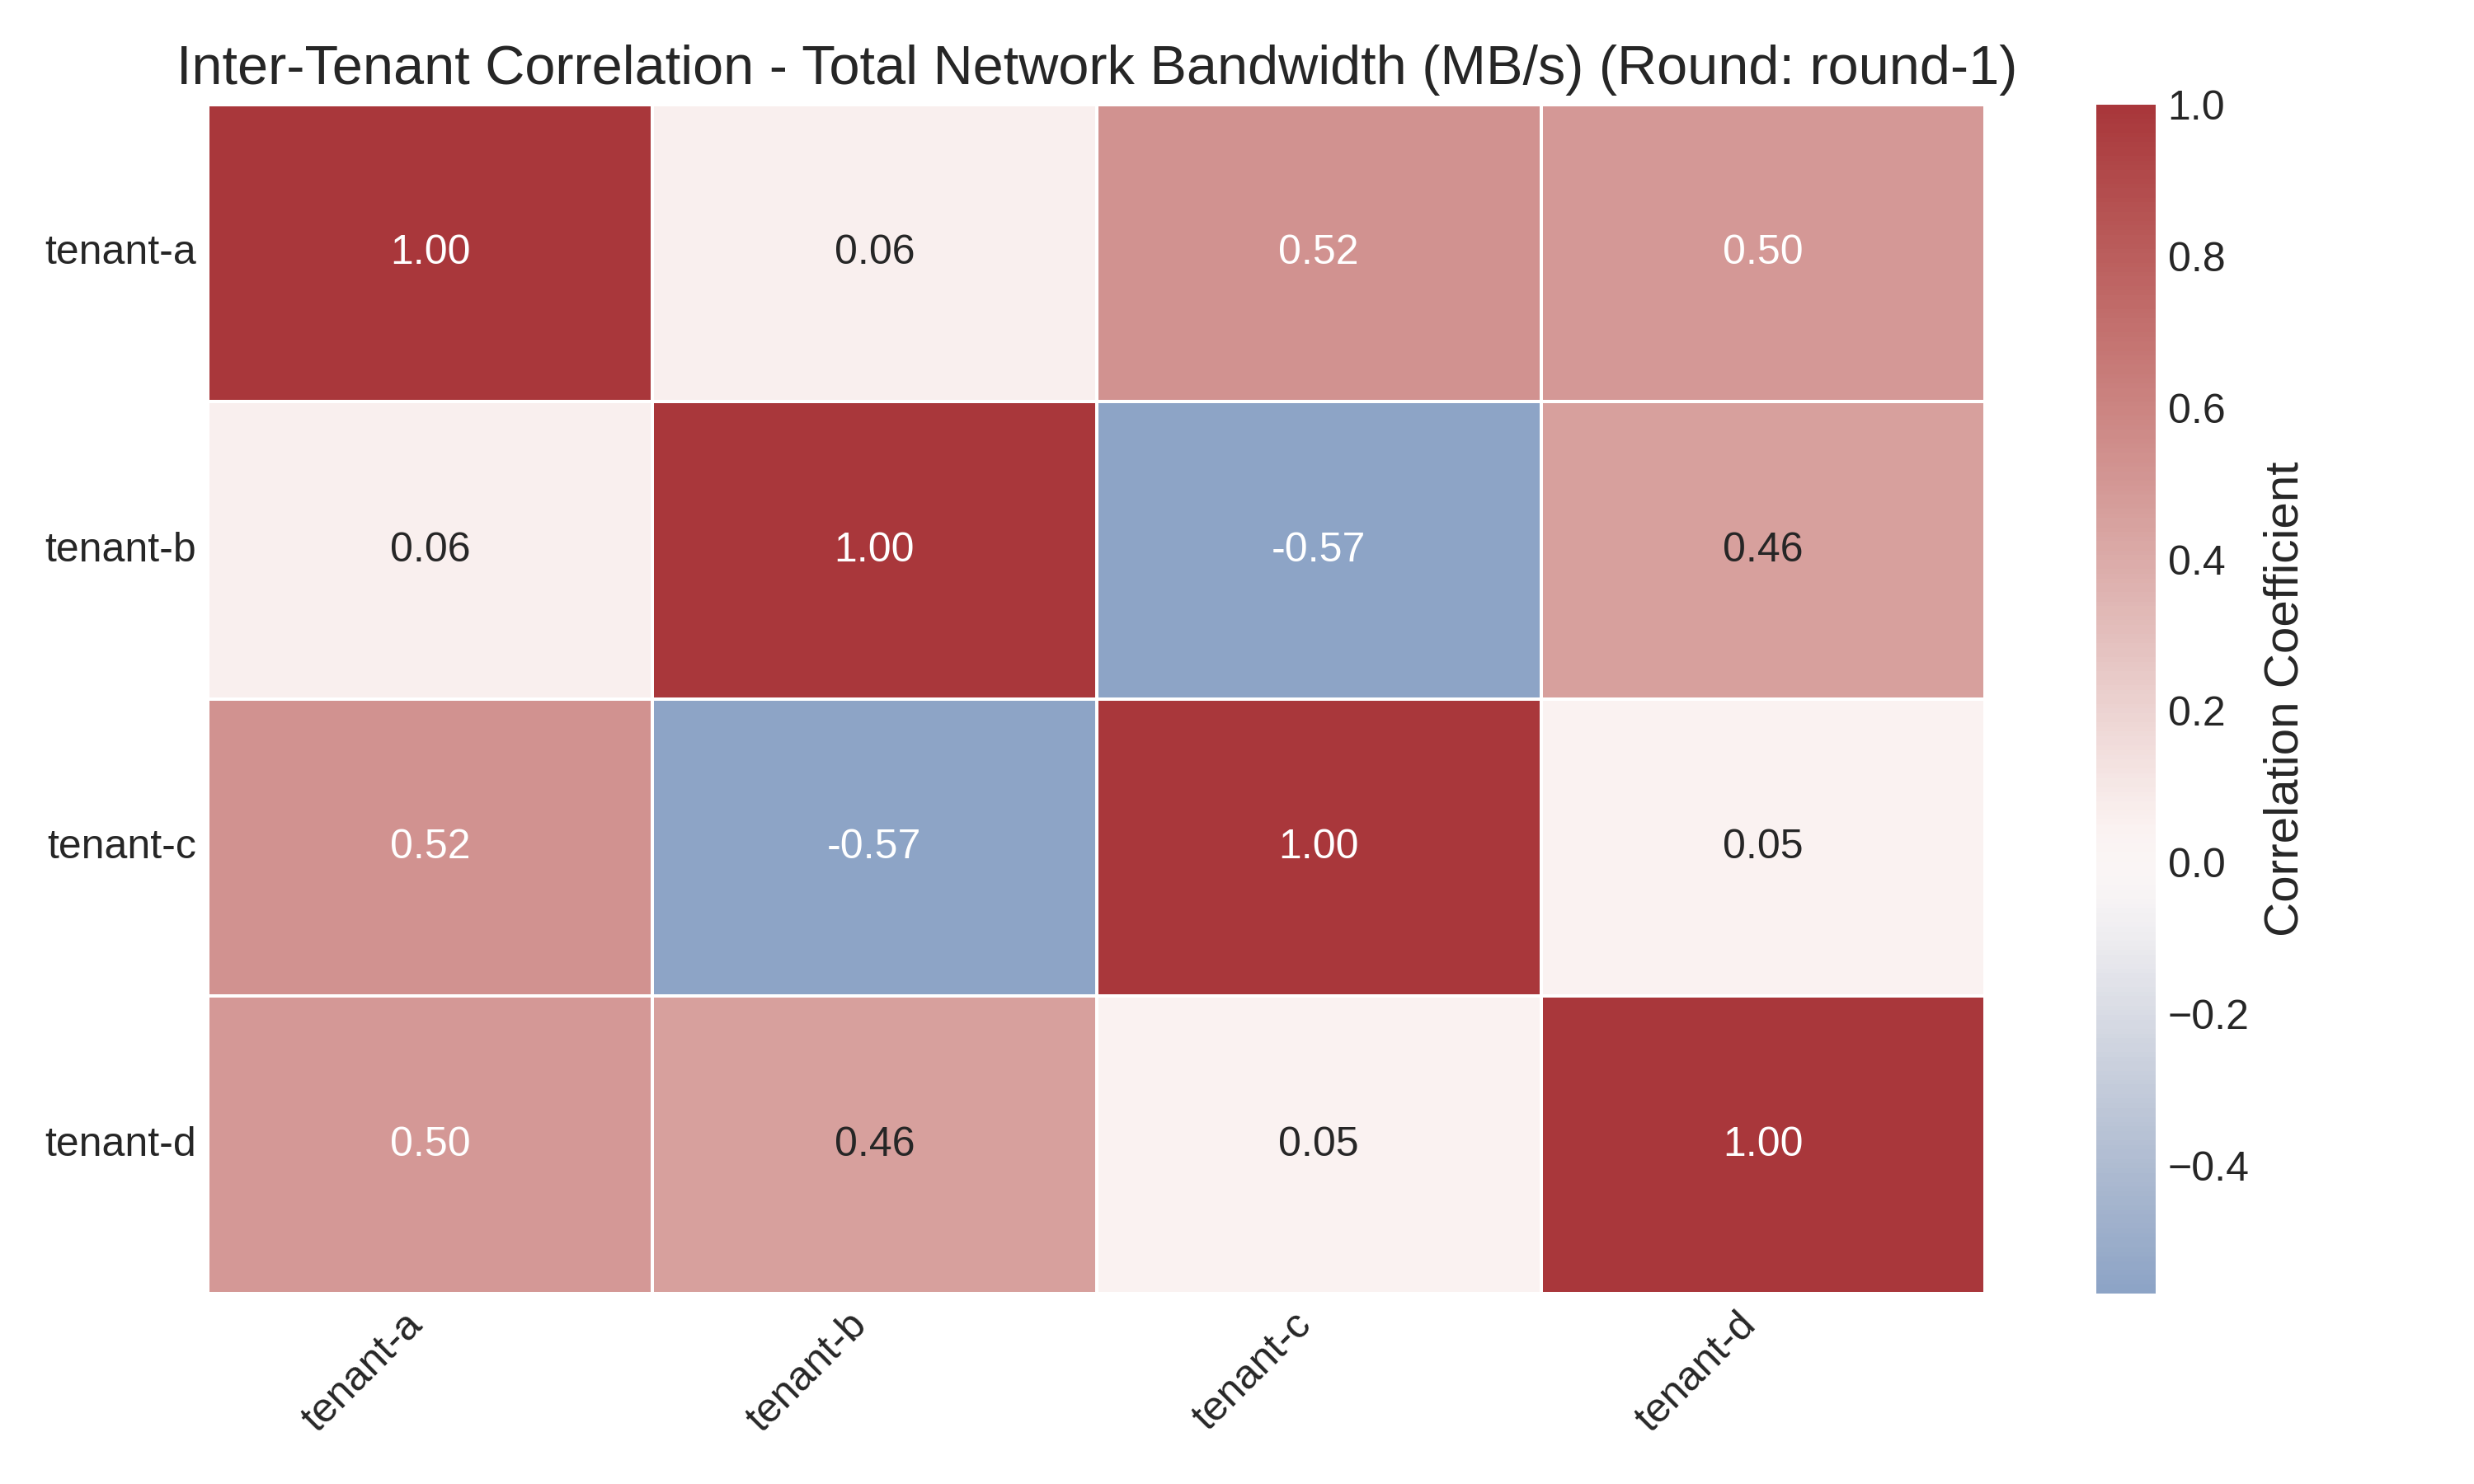 Inter-Tenant Correlation - Total Network Bandwidth (MB/s) (Round: round-1)
tenant-a 1.00 0.06 0.52 0.50
tenant-b 0.06 1.00 -0.57 0.46
tenant-c 0.52 -0.57 1.00 0.05
tenant-d 0.50 0.46 0.05 1.00
tenant-a tenant-b tenant-c tenant-d
1.0
0.8
0.6
0.4
0.2
0.0
−0.2
−0.4
Correlation Coefficient